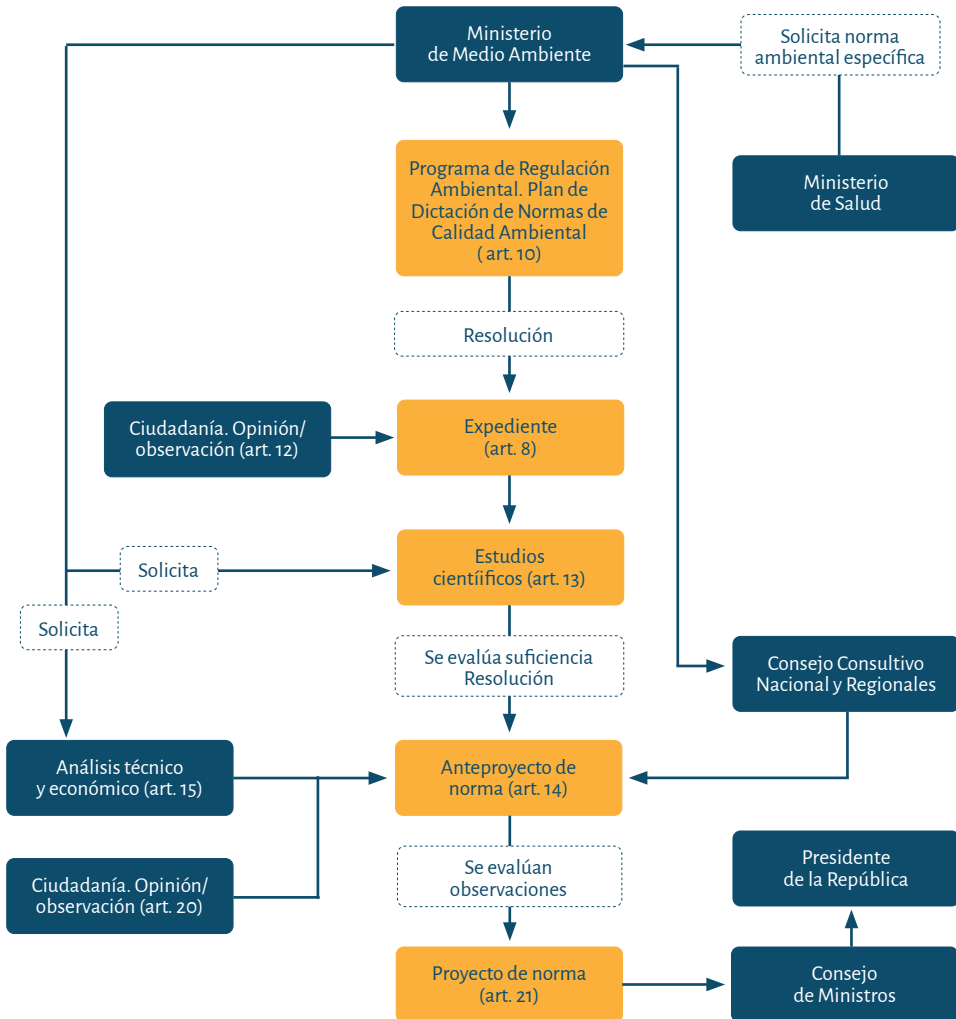 Ministerio
de Medio Ambiente
Solicita norma
ambiental específica
Programa de Regulación
Ambiental. Plan de
Dictación de Normas de
Calidad Ambiental
( art. 10)
Ministerio
de Salud
Resolución
Ciudadanía. Opinión/
observación (art. 12)
Expediente
(art. 8)
Estudios
cientíificos (art. 13)
Solicita
Solicita
Se evalúa suficiencia
Resolución
Consejo Consultivo
Nacional y Regionales
Análisis técnico
y económico (art. 15)
Anteproyecto de
norma (art. 14)
Ciudadanía. Opinión/
observación (art. 20)
Se evalúan
observaciones
Presidente
de la República
Proyecto de norma
(art. 21)
Consejo
de Ministros